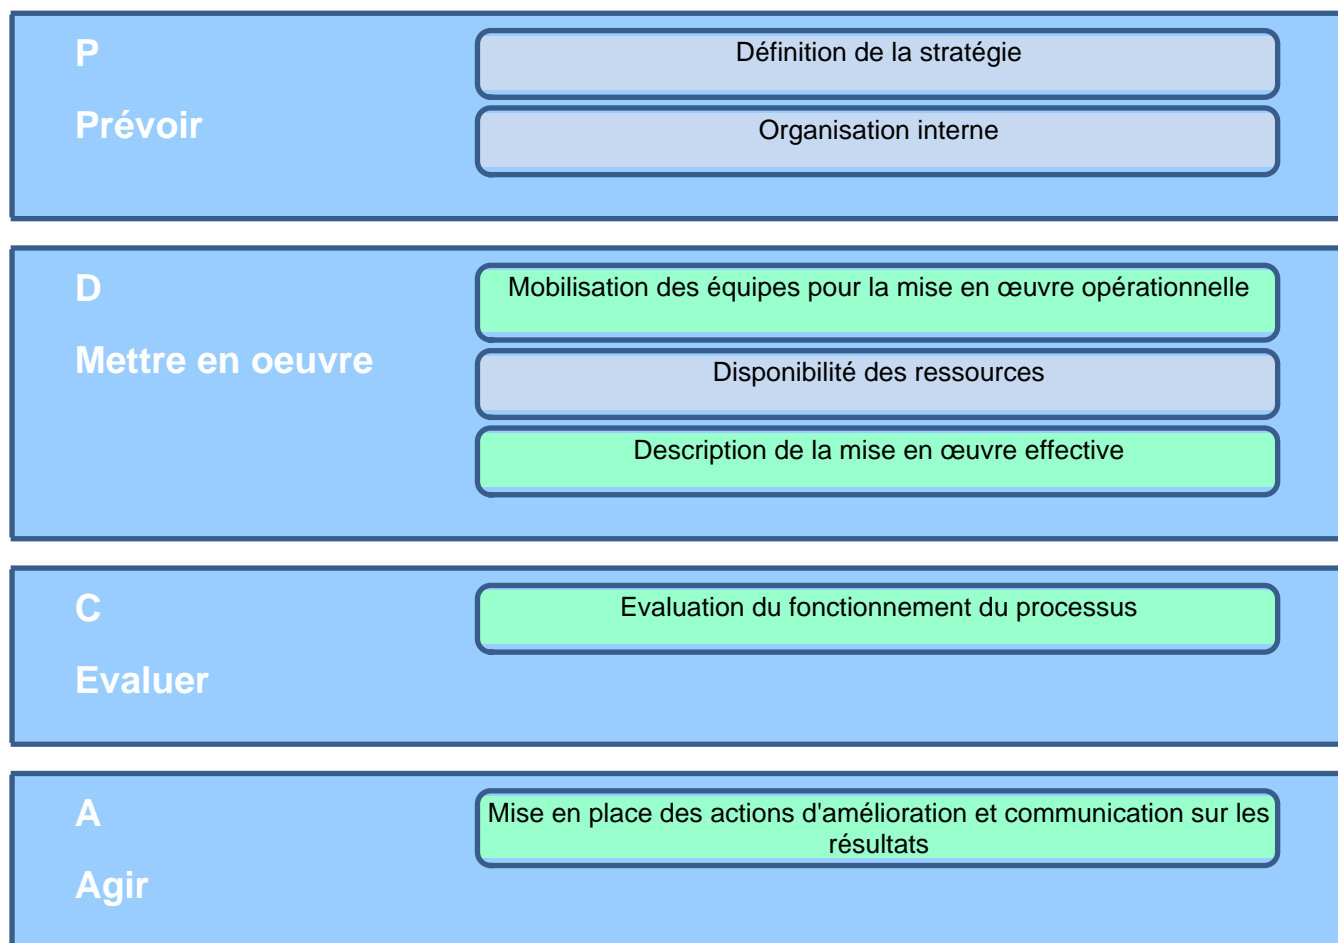 P
Prévoir
Définition de la stratégie
Organisation interne
D
Mettre en oeuvre
Mobilisation des équipes pour la mise en œuvre opérationnelle
Disponibilité des ressources
Description de la mise en œuvre effective
C
Evaluer
Evaluation du fonctionnement du processus
A
Agir
Mise en place des actions d'amélioration et communication sur les
résultats